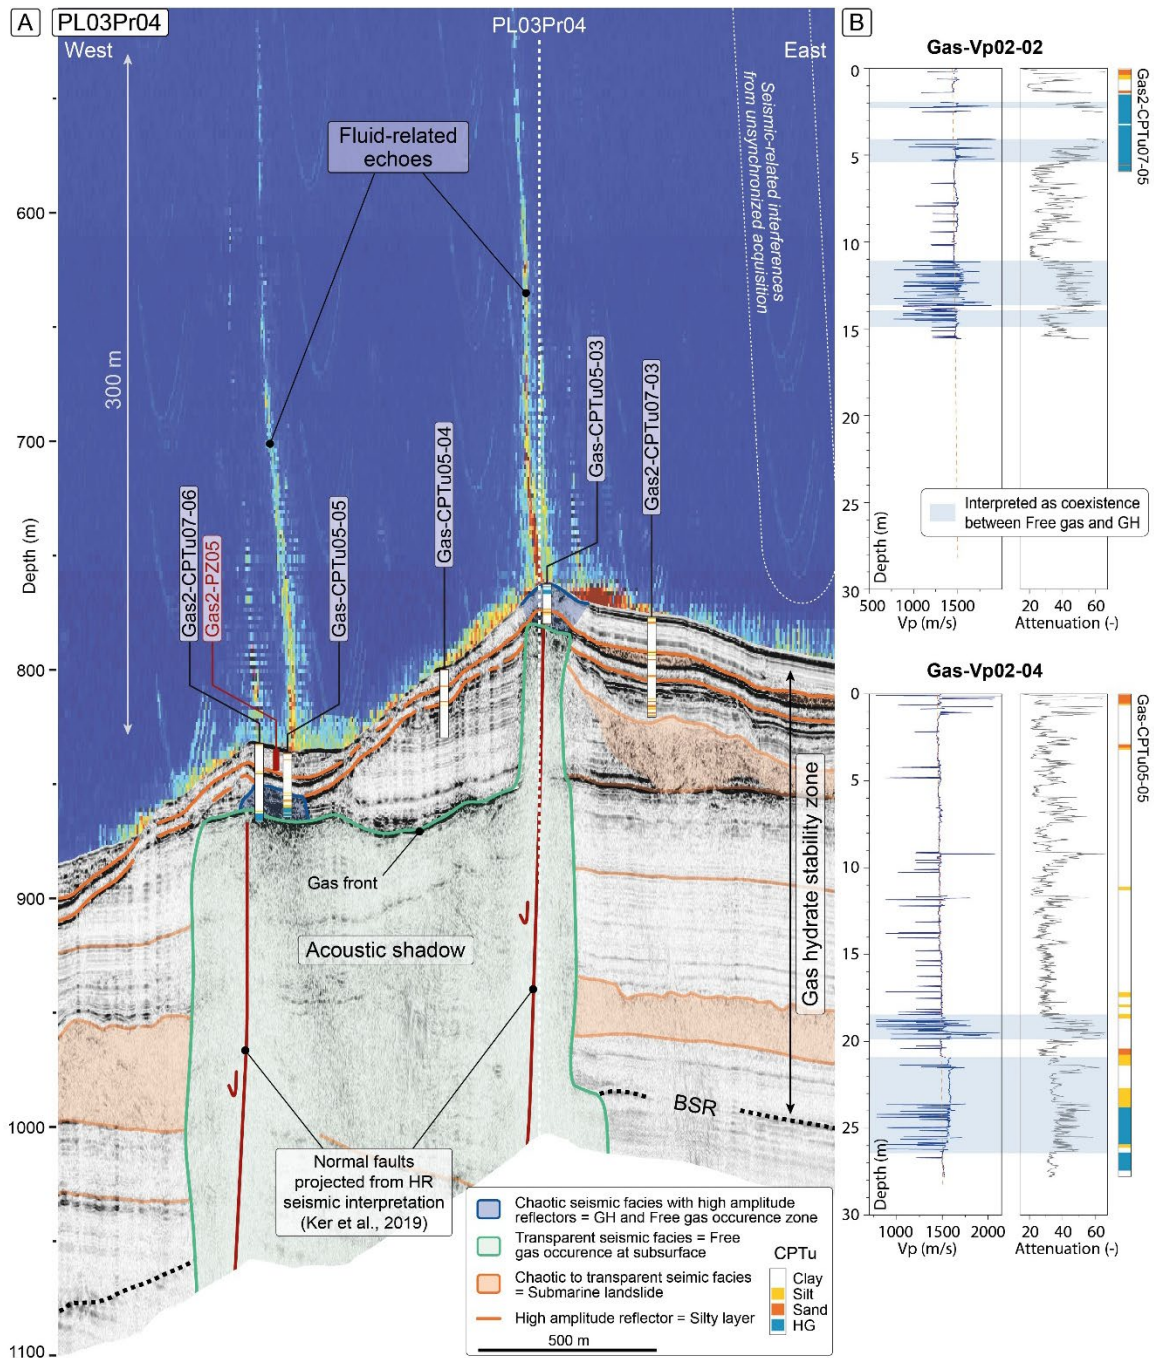 A
PL03Pr04
West
PL03Pr04
East
Seismic-related interferences
from unsynchronized acquisition
Fluid-related
echoes
300 m
Depth (m)
600
700
800
900
1000
1100
Gas2-CPTu07-06
Gas2-PZ05
Gas-CPTu05-05
Gas-CPTu05-04
Gas-CPTu05-03
Gas2-CPTu07-03
Gas front
Acoustic shadow
Gas hydrate stability zone
BSR
Normal faults
projected from HR
seismic interpretation
(Ker et al., 2019)
Chaotic seismic facies with high amplitude
reflectors = GH and Free gas occurence zone
Transparent seismic facies = Free
gas occurence at subsurface
Chaotic to transparent seimic facies
= Submarine landslide
High amplitude reflector = Silty layer
500 m
CPTu
Clay
Silt
Sand
HG
B
Gas-Vp02-02
0
5
10
15
20
25
30
Depth (m)
500 1000 1500
Vp (m/s)
20 40 60
Attenuation (-)
Gas2-CPTu07-05
Interpreted as coexistence
between Free gas and GH
Gas-Vp02-04
0
5
10
15
20
25
30
Depth (m)
1000 1500 2000
Vp (m/s)
20 40 60
Attenuation (-)
Gas-CPTu05-05